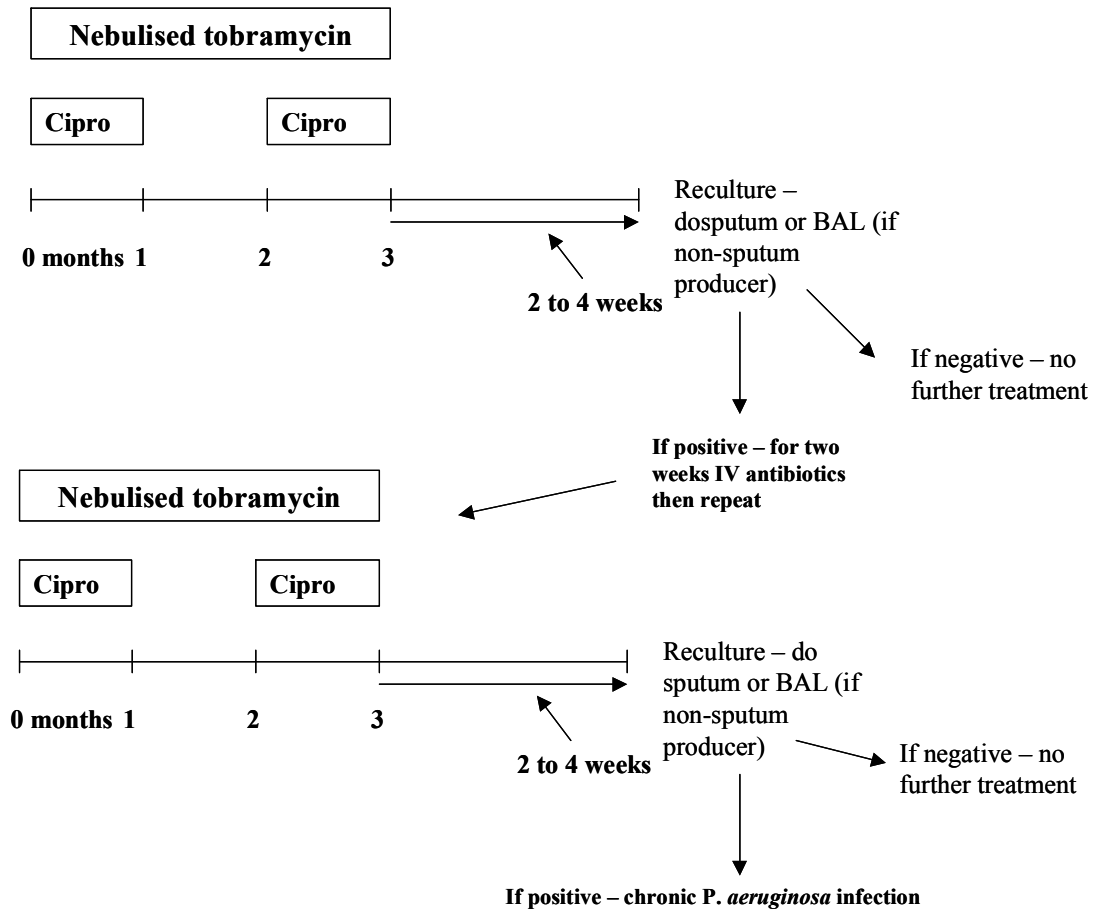 Nebulised tobramycin
Cipro Cipro
0 months 1 2 3
2 to 4 weeks
Reculture –
dosputum or BAL (if
non-sputum
producer)
If negative – no
further treatment
If positive – for two
weeks IV antibiotics
then repeat
Nebulised tobramycin
Cipro Cipro
0 months 1 2 3
2 to 4 weeks
Reculture – do
sputum or BAL (if
non-sputum
producer)
If negative – no
further treatment
If positive – chronic P. aeruginosa infection